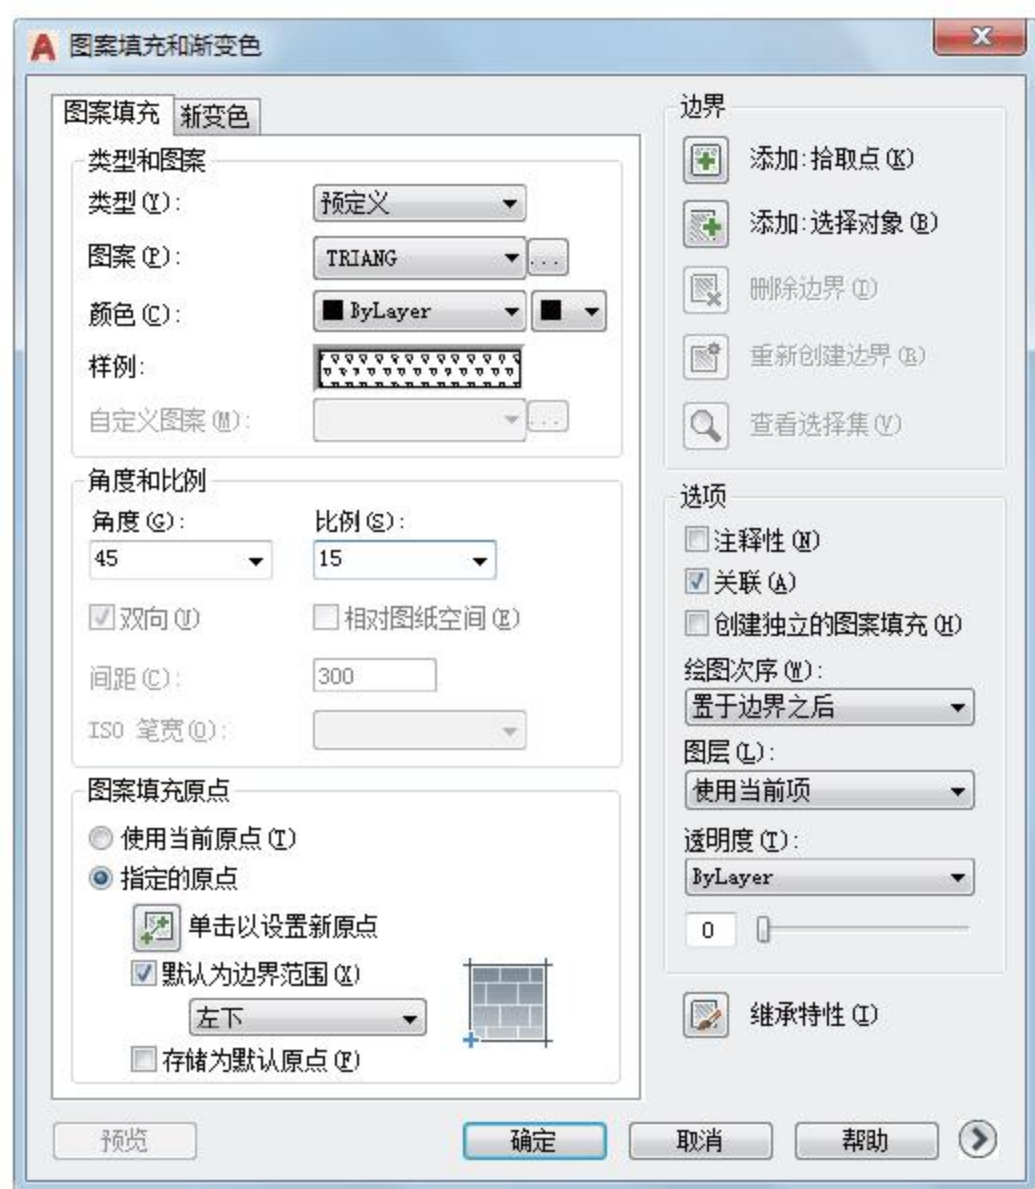 图案填充和渐变色
图案填充
渐变色
类型和图案
类型(Y):
预定义
图案(P):
TRIANG
...
颜色(C):
ByLayer
样例:
自定义图案(M):
...
角度和比例
角度(G):
比例(S):
45
15
双向(U)
相对图纸空间(E)
间距(C):
300
ISO 笔宽(O):
图案填充原点
使用当前原点(T)
指定的原点
单击以设置新原点
默认为边界范围(X)
左下
存储为默认原点(F)
边界
添加:拾取点(K)
添加:选择对象(B)
删除边界(D)
重新创建边界(R)
查看选择集(V)
选项
注释性(N)
关联(A)
创建独立的图案填充(H)
绘图次序(W):
置于边界之后
图层(L):
使用当前项
透明度(T):
ByLayer
0
继承特性(I)
预览
确定
取消
帮助